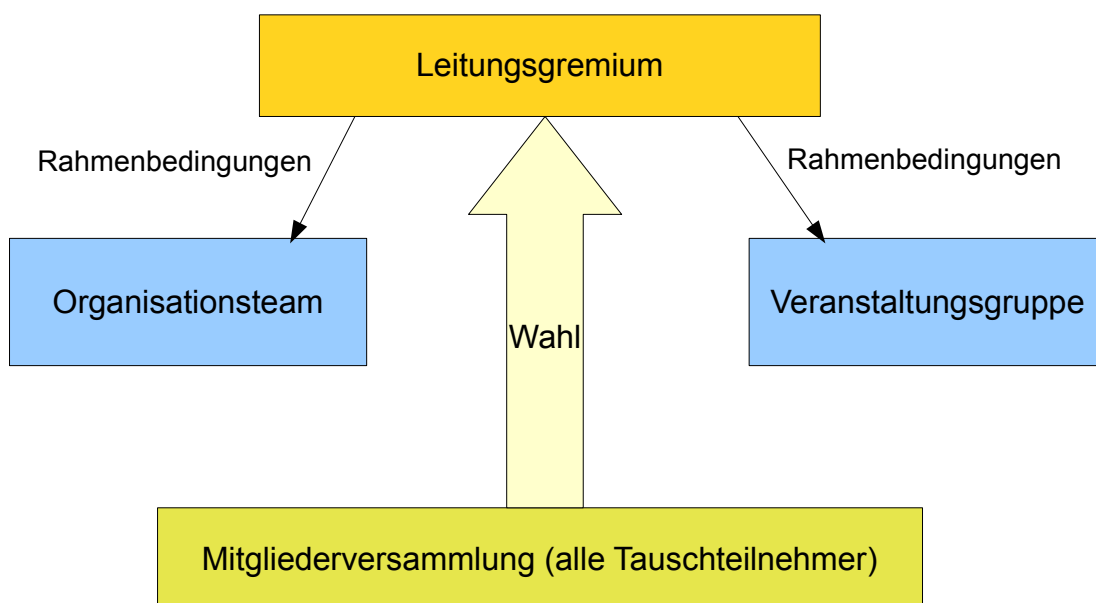 Leitungsgremium
Rahmenbedingungen
Rahmenbedingungen
Organisationsteam
Veranstaltungsgruppe
Wahl
Mitgliederversammlung (alle Tauschteilnehmer)